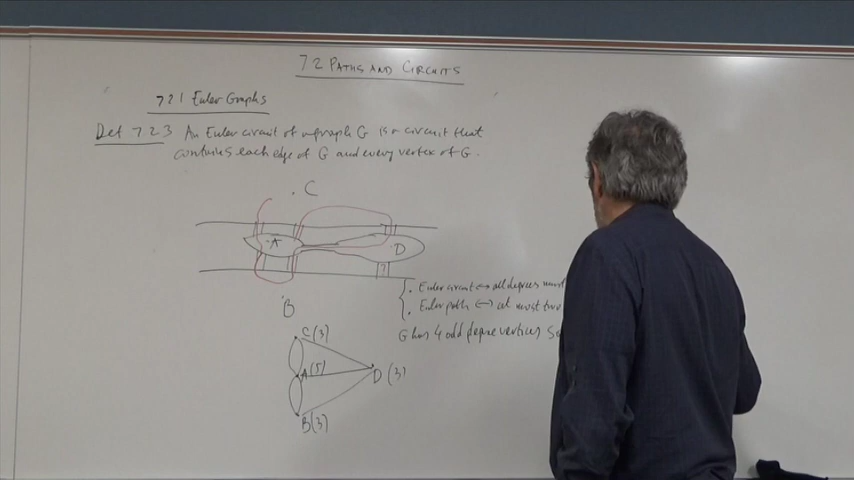 7.2 PATHS AND CIRCUITS
7.2.1 Euler Graphs
Def 7.2.3 An Euler circuit of a graph G is a circuit that
contains each edge of G and every vertex of G.
C
A
D
?
B
Euler circuit ↔ all degrees must
Euler path ↔ at most two
G has 4 odd degree vertices So
C (3)
A (5)
D (3)
B (3)